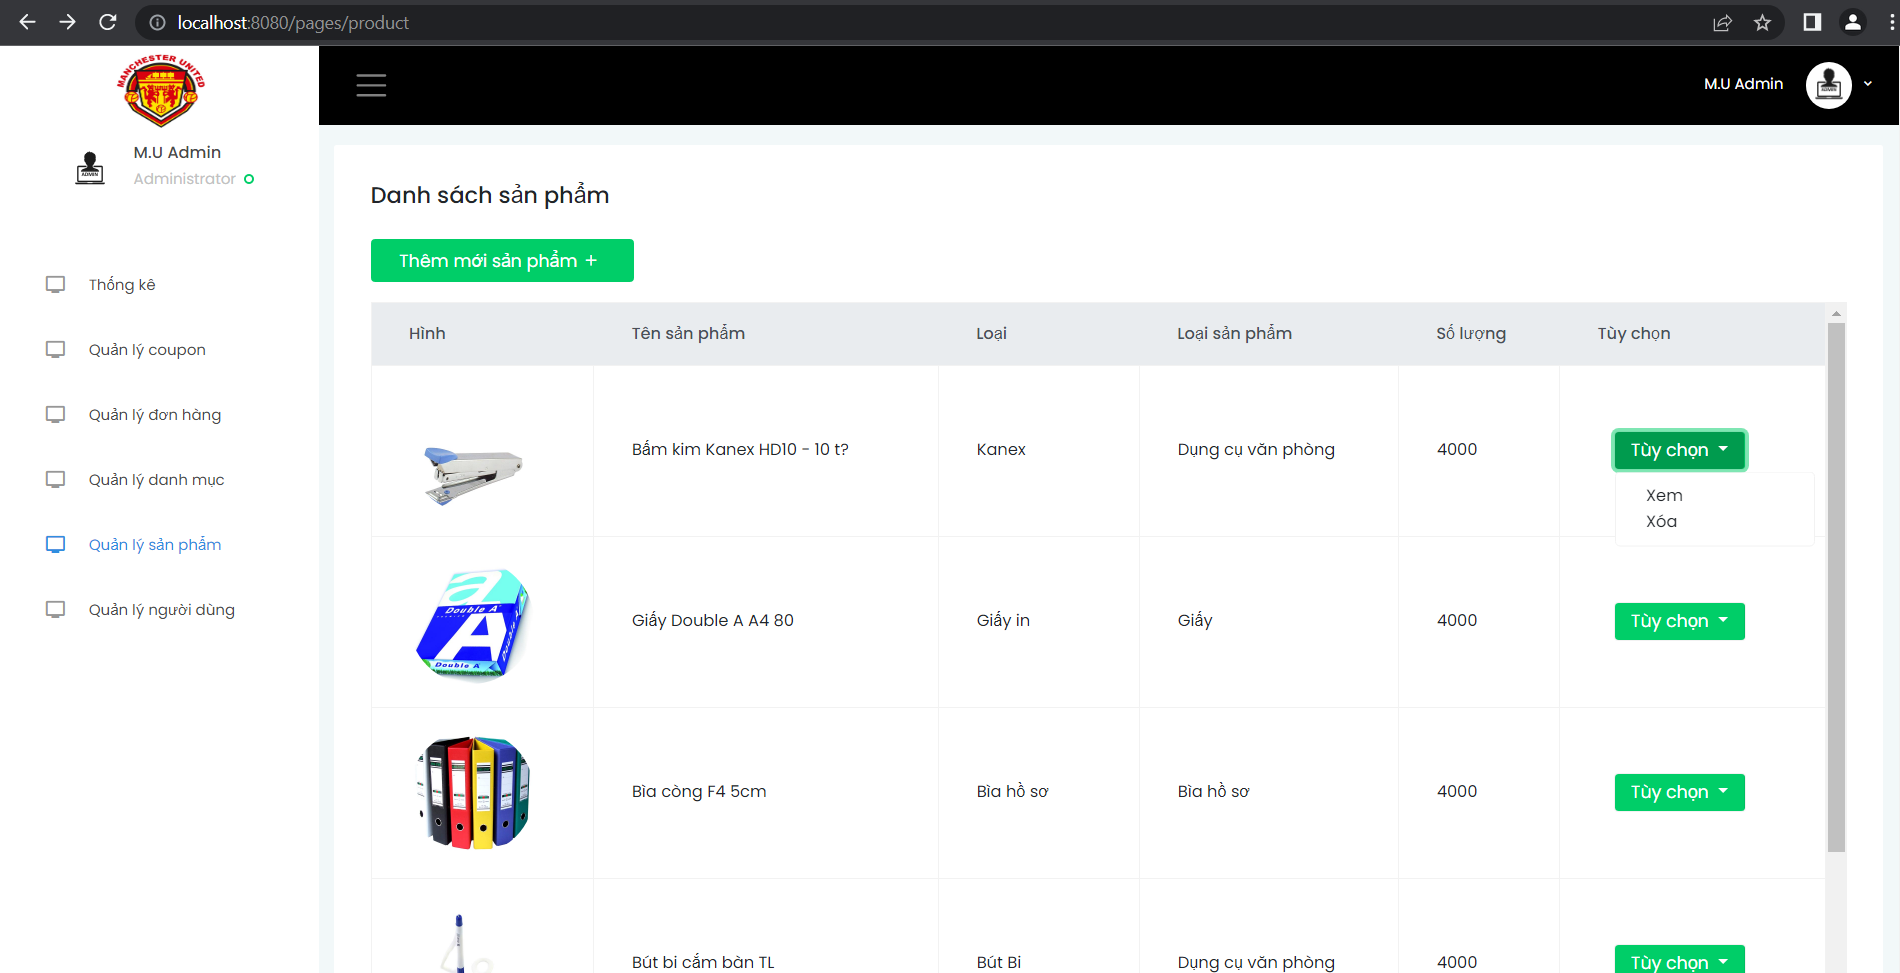 localhost:8080/pages/product
MANCHESTER UNITED
M.U Admin
M.U Admin
Administrator
Thống kê
Quản lý coupon
Quản lý đơn hàng
Quản lý danh mục
Quản lý sản phẩm
Quản lý người dùng
Danh sách sản phẩm
Thêm mới sản phẩm +
Hình Tên sản phẩm Loại Loại sản phẩm Số lượng Tùy chọn
Bấm kim Kanex HD10 - 10 t? Kanex Dụng cụ văn phòng 4000 Tùy chọn
Xem
Xóa
Double A
A
Double A
Giấy Double A A4 80 Giấy in Giấy 4000 Tùy chọn
Bìa còng F4 5cm Bìa hồ sơ Bìa hồ sơ 4000 Tùy chọn
Bút bi cắm bàn TL Bút Bi Dụng cụ văn phòng 4000 Tùy chọn